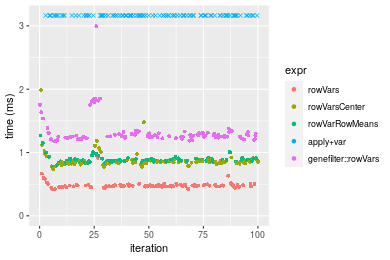 time (ms)
3
2
1
0
0
25
50
75
100
iteration
expr
rowVars
rowVarsCenter
rowVarRowMeans
apply+var
genefilter::rowVars